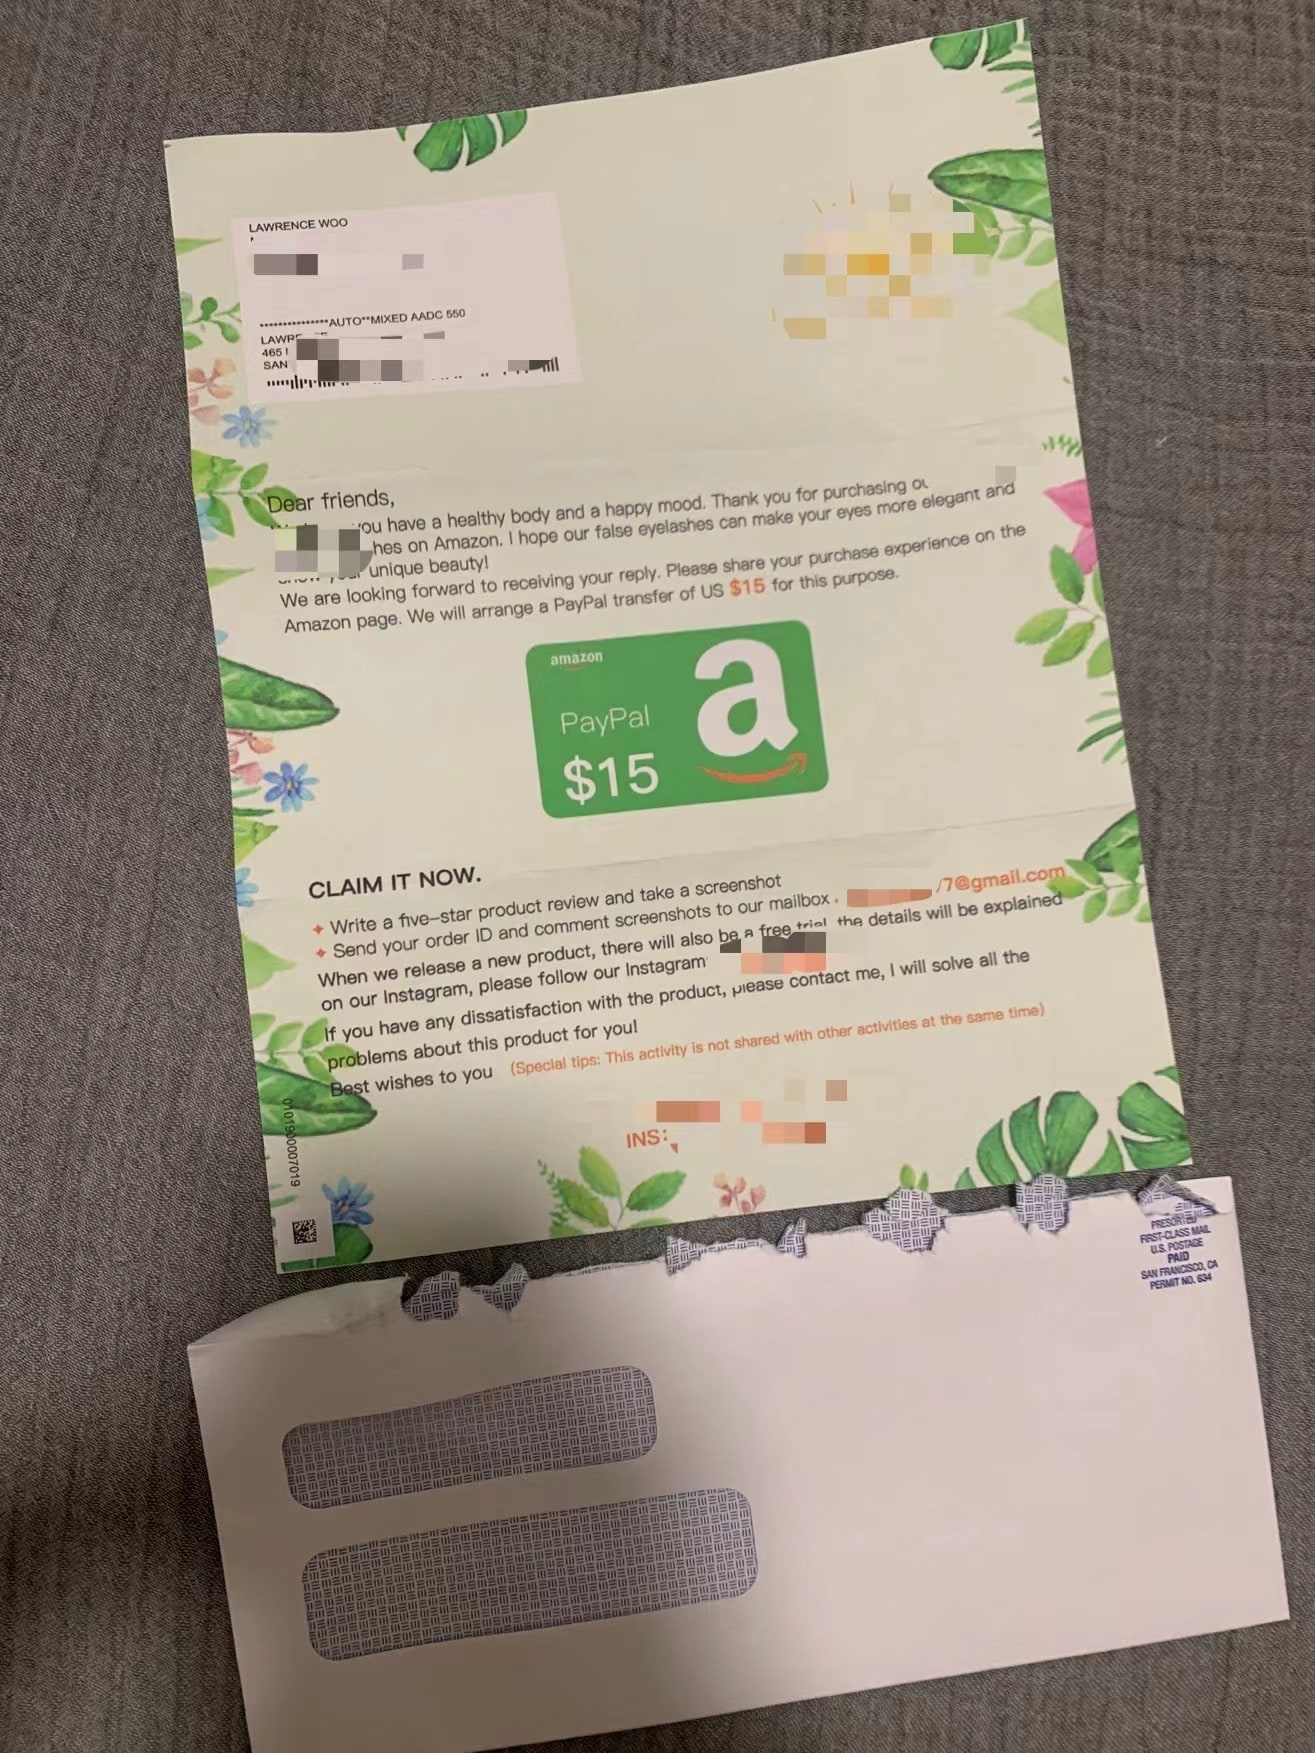 LAWRENCE WOO
***************AUTO**MIXED AADC 550
465
SAN
Dear friends,
you have a healthy body and a happy mood. Thank you for purchasing
on Amazon. I hope our false eyelashes can make your eyes more elegant and
unique beauty!
We are looking forward to receiving your reply. Please share your purchase experience on the
Amazon page. We will arrange a PayPal transfer of US $15 for this purpose.
amazon
a
PayPal
$15
CLAIM IT NOW.
Write a five-star product review and take a screenshot
Send your order ID and comment screenshots to our mailbox 7@gmail.com
When we release a new product, there will also be a free trial, the details will be explained
on our Instagram, please follow our Instagram
If you have any dissatisfaction with the product, please contact me, I will solve all the
problems about this product for you!
Best wishes to you (Special tips: This activity is not shared with other activities at the same time)
INS:
0101900007019
PRESORTED
FIRST-CLASS MAIL
U.S. POSTAGE
PAID
SAN FRANCISCO, CA
PERMIT NO. 634